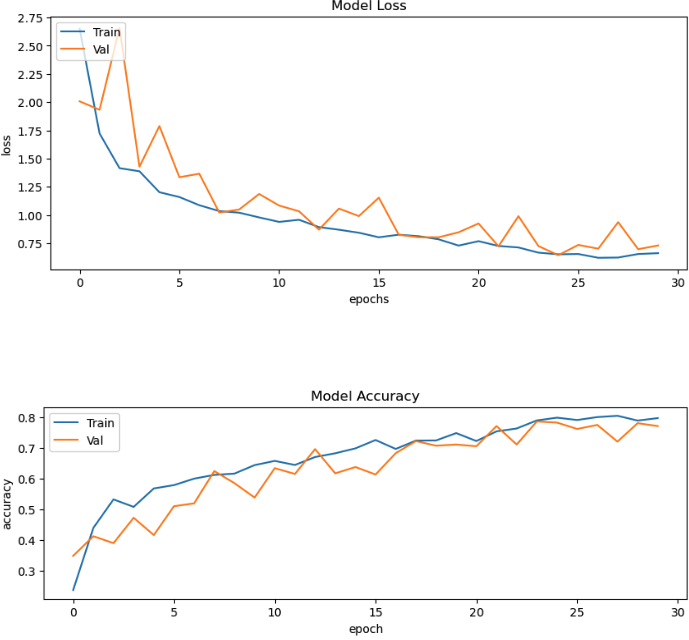 Model Loss
2.75
2.50
2.25
2.00
1.75
1.50
1.25
1.00
0.75
loss
Train
Val
0 5 10 15 20 25 30
epochs
Model Accuracy
0.8
0.7
0.6
0.5
0.4
0.3
accuracy
Train
Val
0 5 10 15 20 25 30
epoch